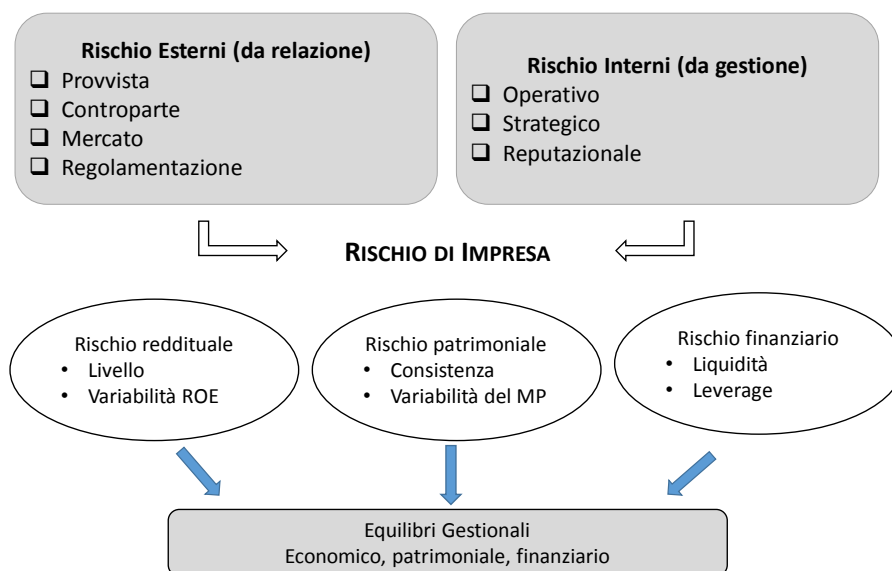 Rischio Esterni (da relazione)
❑ Provvista
❑ Controparte
❑ Mercato
❑ Regolamentazione
Rischio Interni (da gestione)
❑ Operativo
❑ Strategico
❑ Reputazionale
RISCHIO DI IMPRESA
Rischio reddituale
• Livello
• Variabilità ROE
Rischio patrimoniale
• Consistenza
• Variabilità del MP
Rischio finanziario
• Liquidità
• Leverage
Equilibri Gestionali
Economico, patrimoniale, finanziario